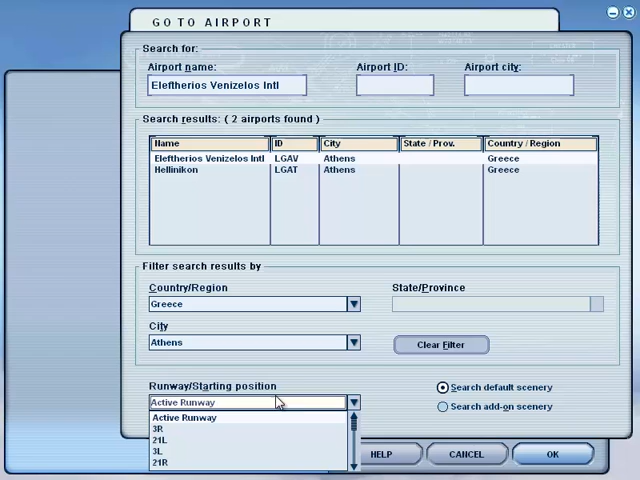 GO TO AIRPORT
Search for:
Airport name: Airport ID: Airport city:
Eleftherios Venizelos Intl
Search results: ( 2 airports found )
Name ID City State / Prov. Country / Region
Eleftherios Venizelos Intl LGAV Athens Greece
Hellinikon LGAT Athens Greece
Filter search results by
Country/Region State/Province
Greece
City
Athens
Clear Filter
Runway/Starting position
Active Runway
Search default scenery
Search add-on scenery
Active Runway
3R
21L
3L
21R
HELP CANCEL OK